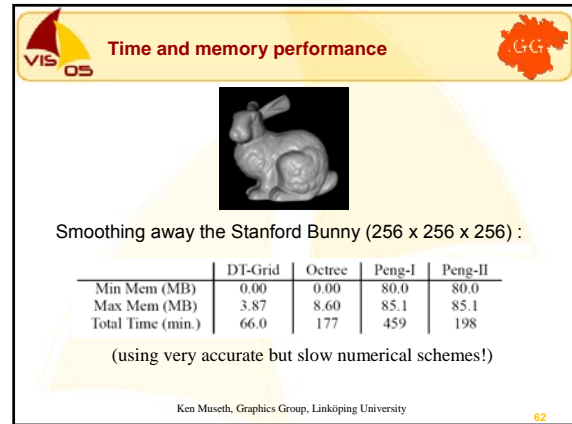 Time and memory performance
VIS 05
GG
Smoothing away the Stanford Bunny (256 x 256 x 256) :
DT-Grid Octree Peng-I Peng-II
Min Mem (MB) 0.00 0.00 80.0 80.0
Max Mem (MB) 3.87 8.60 85.1 85.1
Total Time (min.) 66.0 177 459 198
(using very accurate but slow numerical schemes!)
Ken Museth, Graphics Group, Linköping University
62